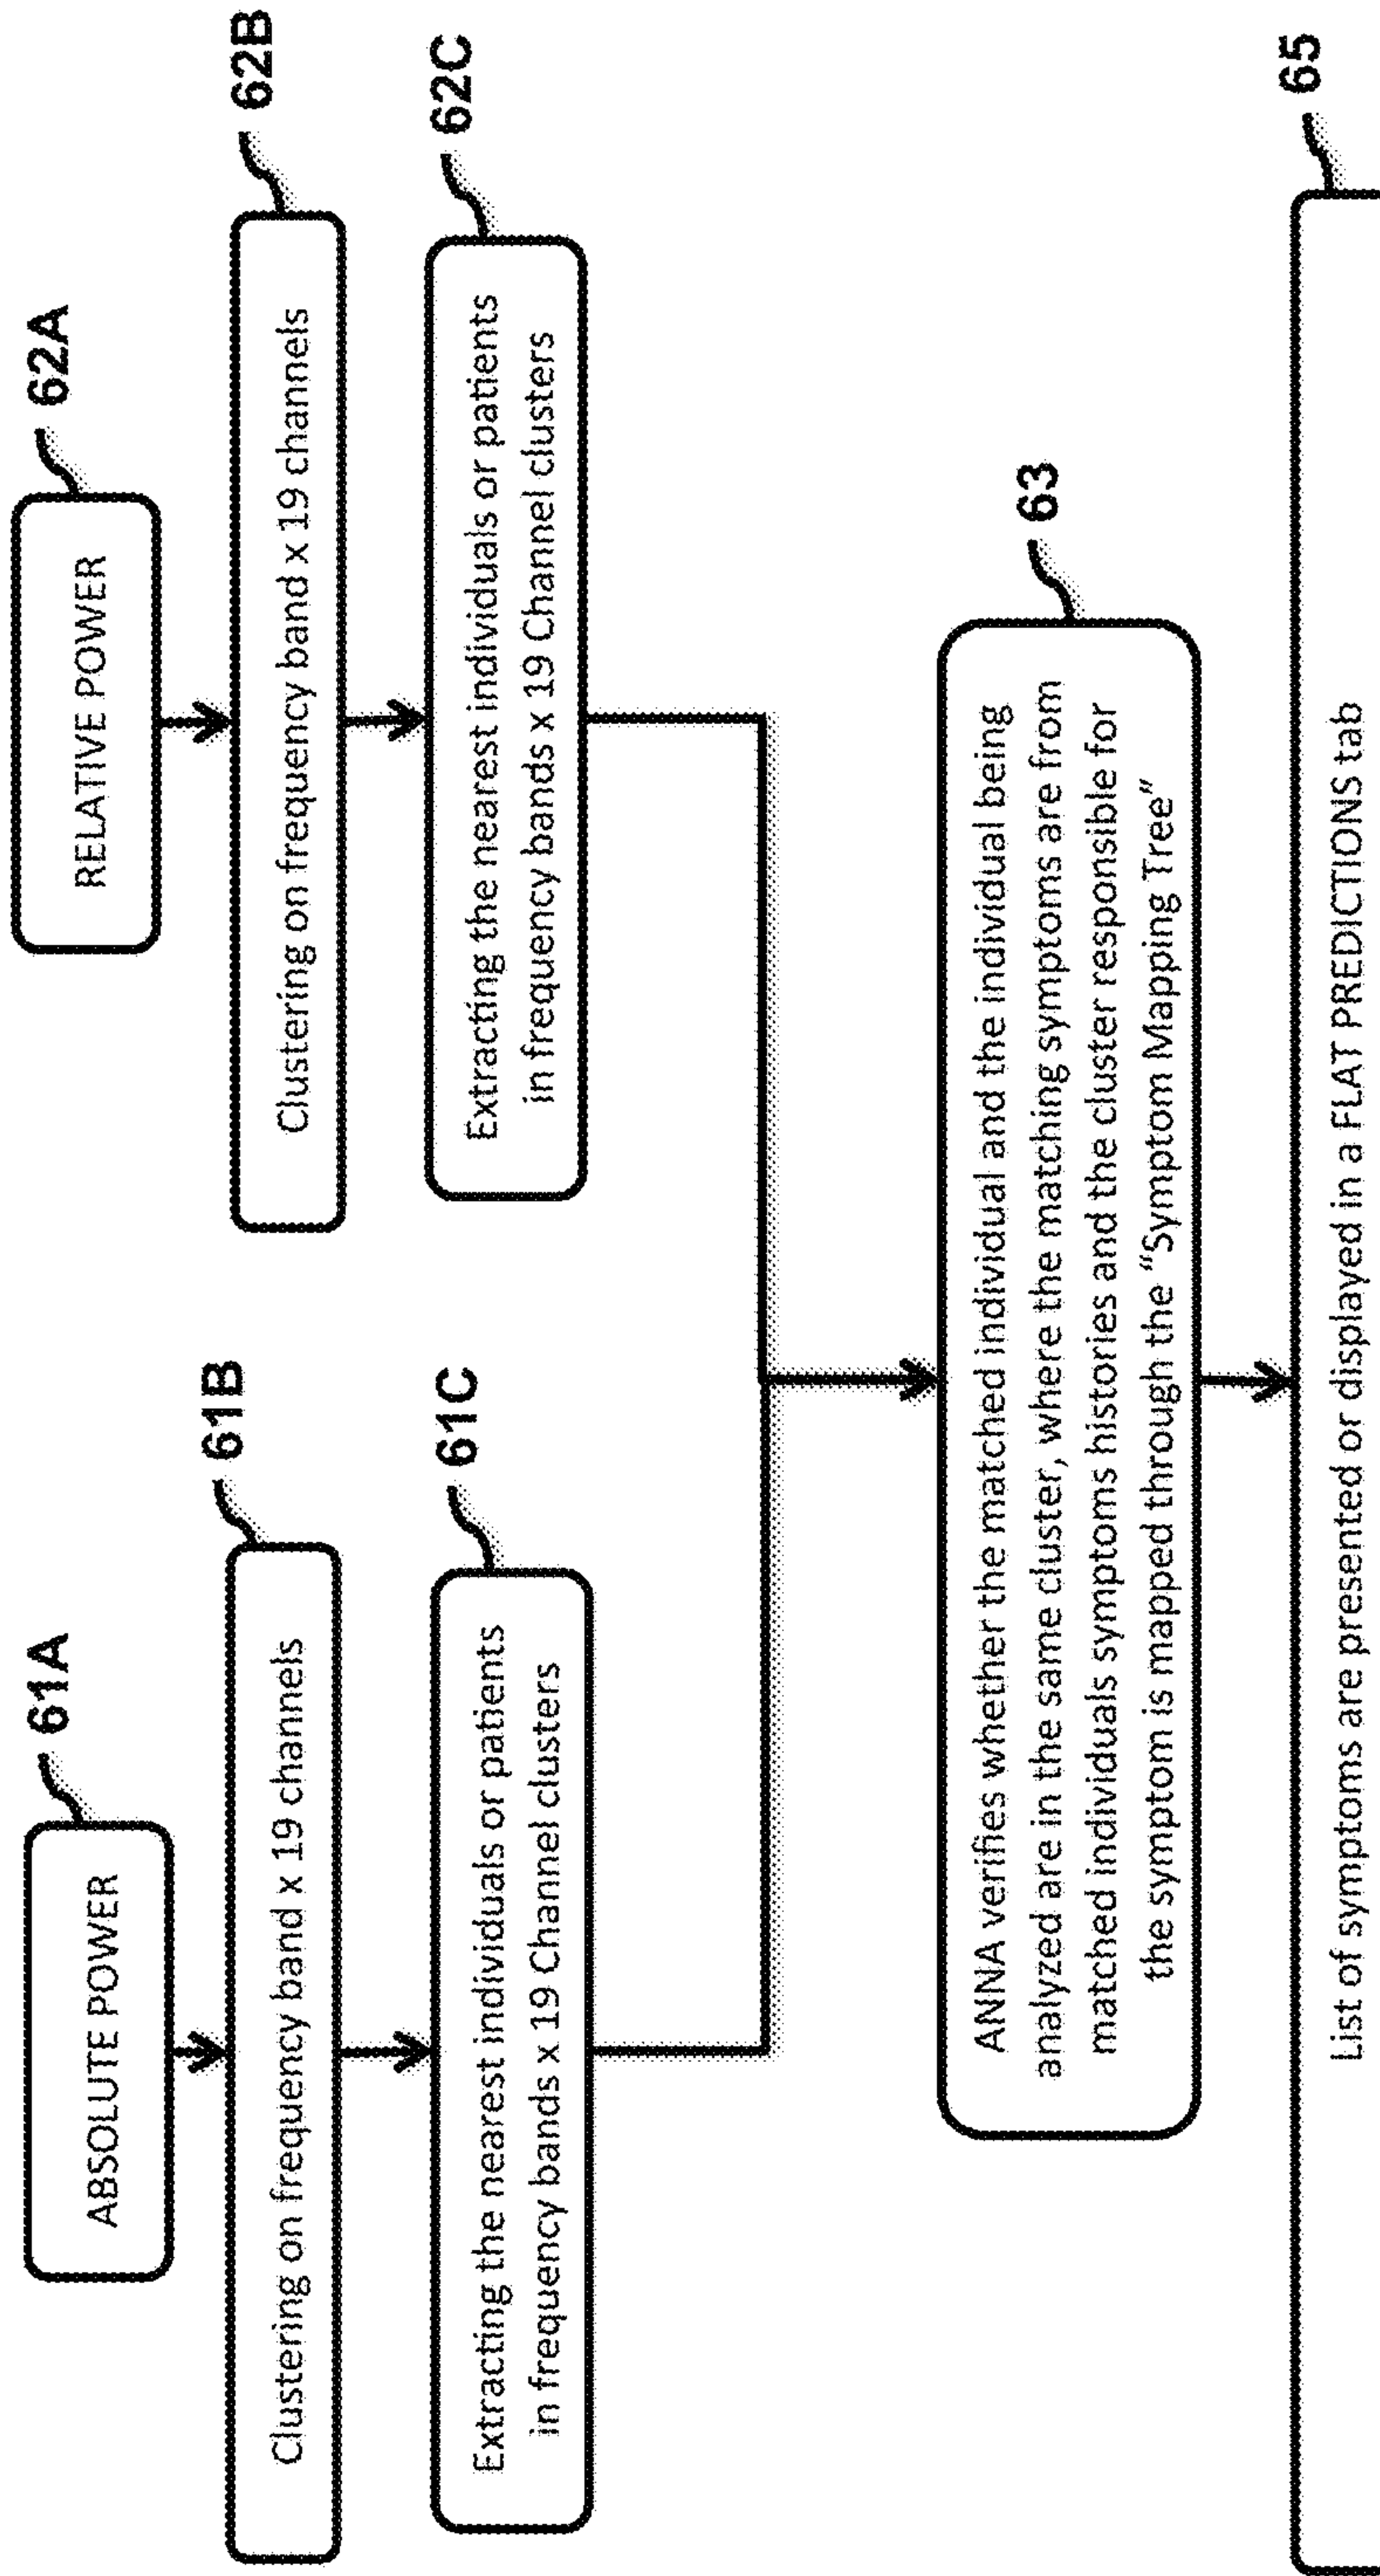 61A
ABSOLUTE POWER
61B
Clustering on frequency band x 19 channels
61C
Extracting the nearest individuals or patients
in frequency bands x 19 Channel clusters
62A
RELATIVE POWER
62B
Clustering on frequency band x 19 channels
62C
Extracting the nearest individuals or patients
in frequency bands x 19 Channel clusters
63
ANNA verifies whether the matched individual and the individual being
analyzed are in the same cluster, where the matching symptoms are from
matched individuals symptoms histories and the cluster responsible for
the symptom is mapped through the “Symptom Mapping Tree”
65
List of symptoms are presented or displayed in a FLAT PREDICTIONS tab